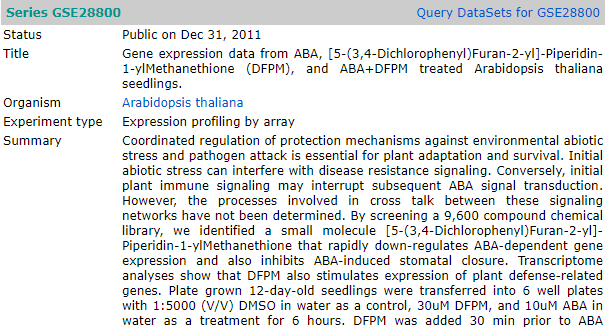 Series GSE28800 Query DataSets for GSE28800
Status Public on Dec 31, 2011
Title Gene expression data from ABA, [5-(3,4-Dichlorophenyl)Furan-2-yl]-Piperidin-
1-ylMethanethione (DFPM), and ABA+DFPM treated Arabidopsis thaliana
seedlings.
Organism Arabidopsis thaliana
Experiment type Expression profiling by array
Summary Coordinated regulation of protection mechanisms against environmental abiotic
stress and pathogen attack is essential for plant adaptation and survival. Initial
abiotic stress can interfere with disease resistance signaling. Conversely, initial
plant immune signaling may interrupt subsequent ABA signal transduction.
However, the processes involved in cross talk between these signaling
networks have not been determined. By screening a 9,600 compound chemical
library, we identified a small molecule [5-(3,4-Dichlorophenyl)Furan-2-yl]-
Piperidin-1-ylMethanethione that rapidly down-regulates ABA-dependent gene
expression and also inhibits ABA-induced stomatal closure. Transcriptome
analyses show that DFPM also stimulates expression of plant defense-related
genes. Plate grown 12-day-old seedlings were transferred into 6 well plates
with 1:5000 (V/V) DMSO in water as a control, 30uM DFPM, and 10uM ABA in
water as a treatment for 6 hours. DFPM was added 30 min prior to ABA